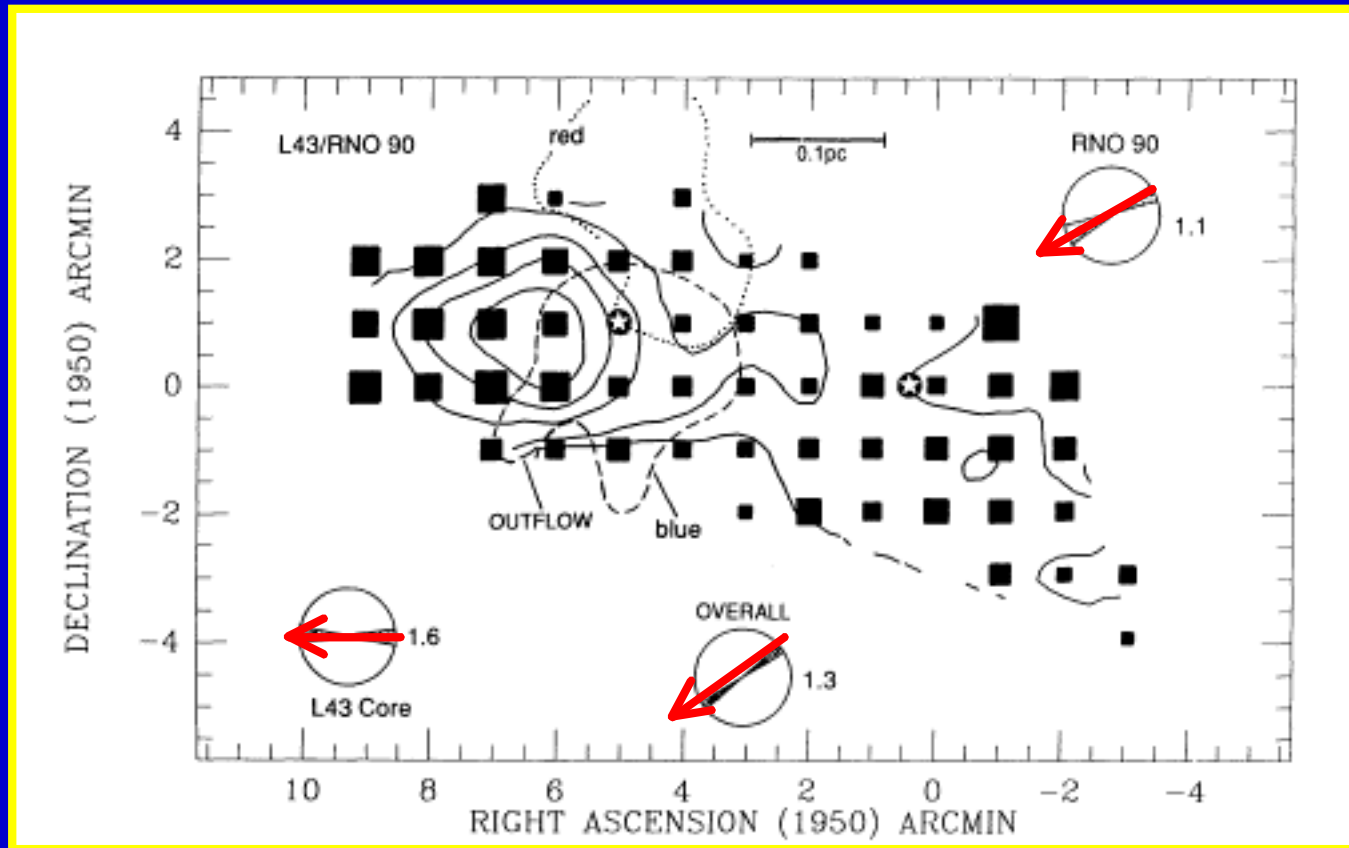 4
red
L43/RNO 90
0.1pc
RNO 90
1.1
2
0
OUTFLOW
blue
−2
OVERALL
−4
1.6
1.3
L43 Core
10 8 6 4 2 0 −2 −4
RIGHT ASCENSION (1950) ARCMIN
DECLINATION (1950) ARCMIN